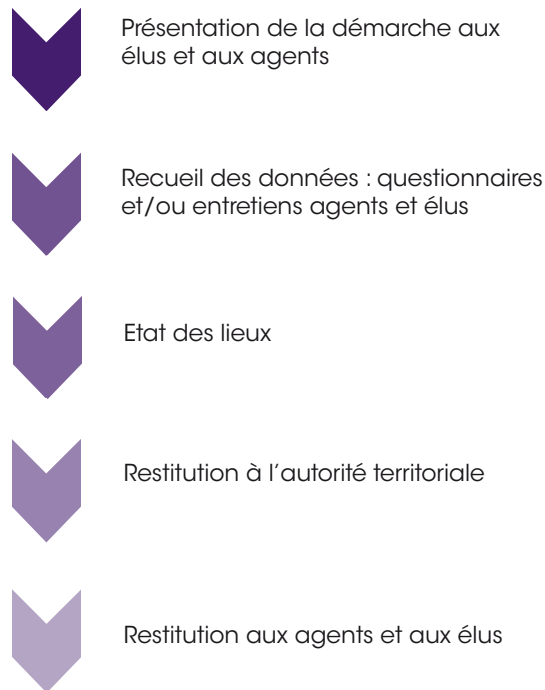 Présentation de la démarche aux
élus et aux agents
Recueil des données : questionnaires
et/ou entretiens agents et élus
Etat des lieux
Restitution à l'autorité territoriale
Restitution aux agents et aux élus